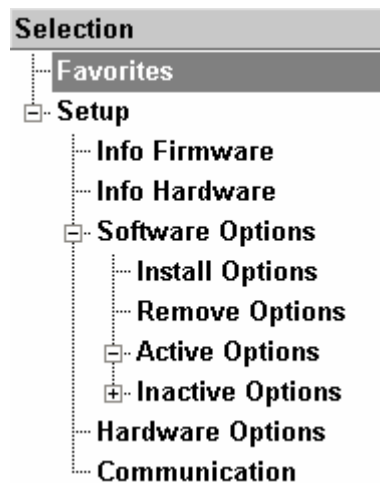 Selection
Favorites
Setup
Info Firmware
Info Hardware
Software Options
Install Options
Remove Options
Active Options
Inactive Options
Hardware Options
Communication